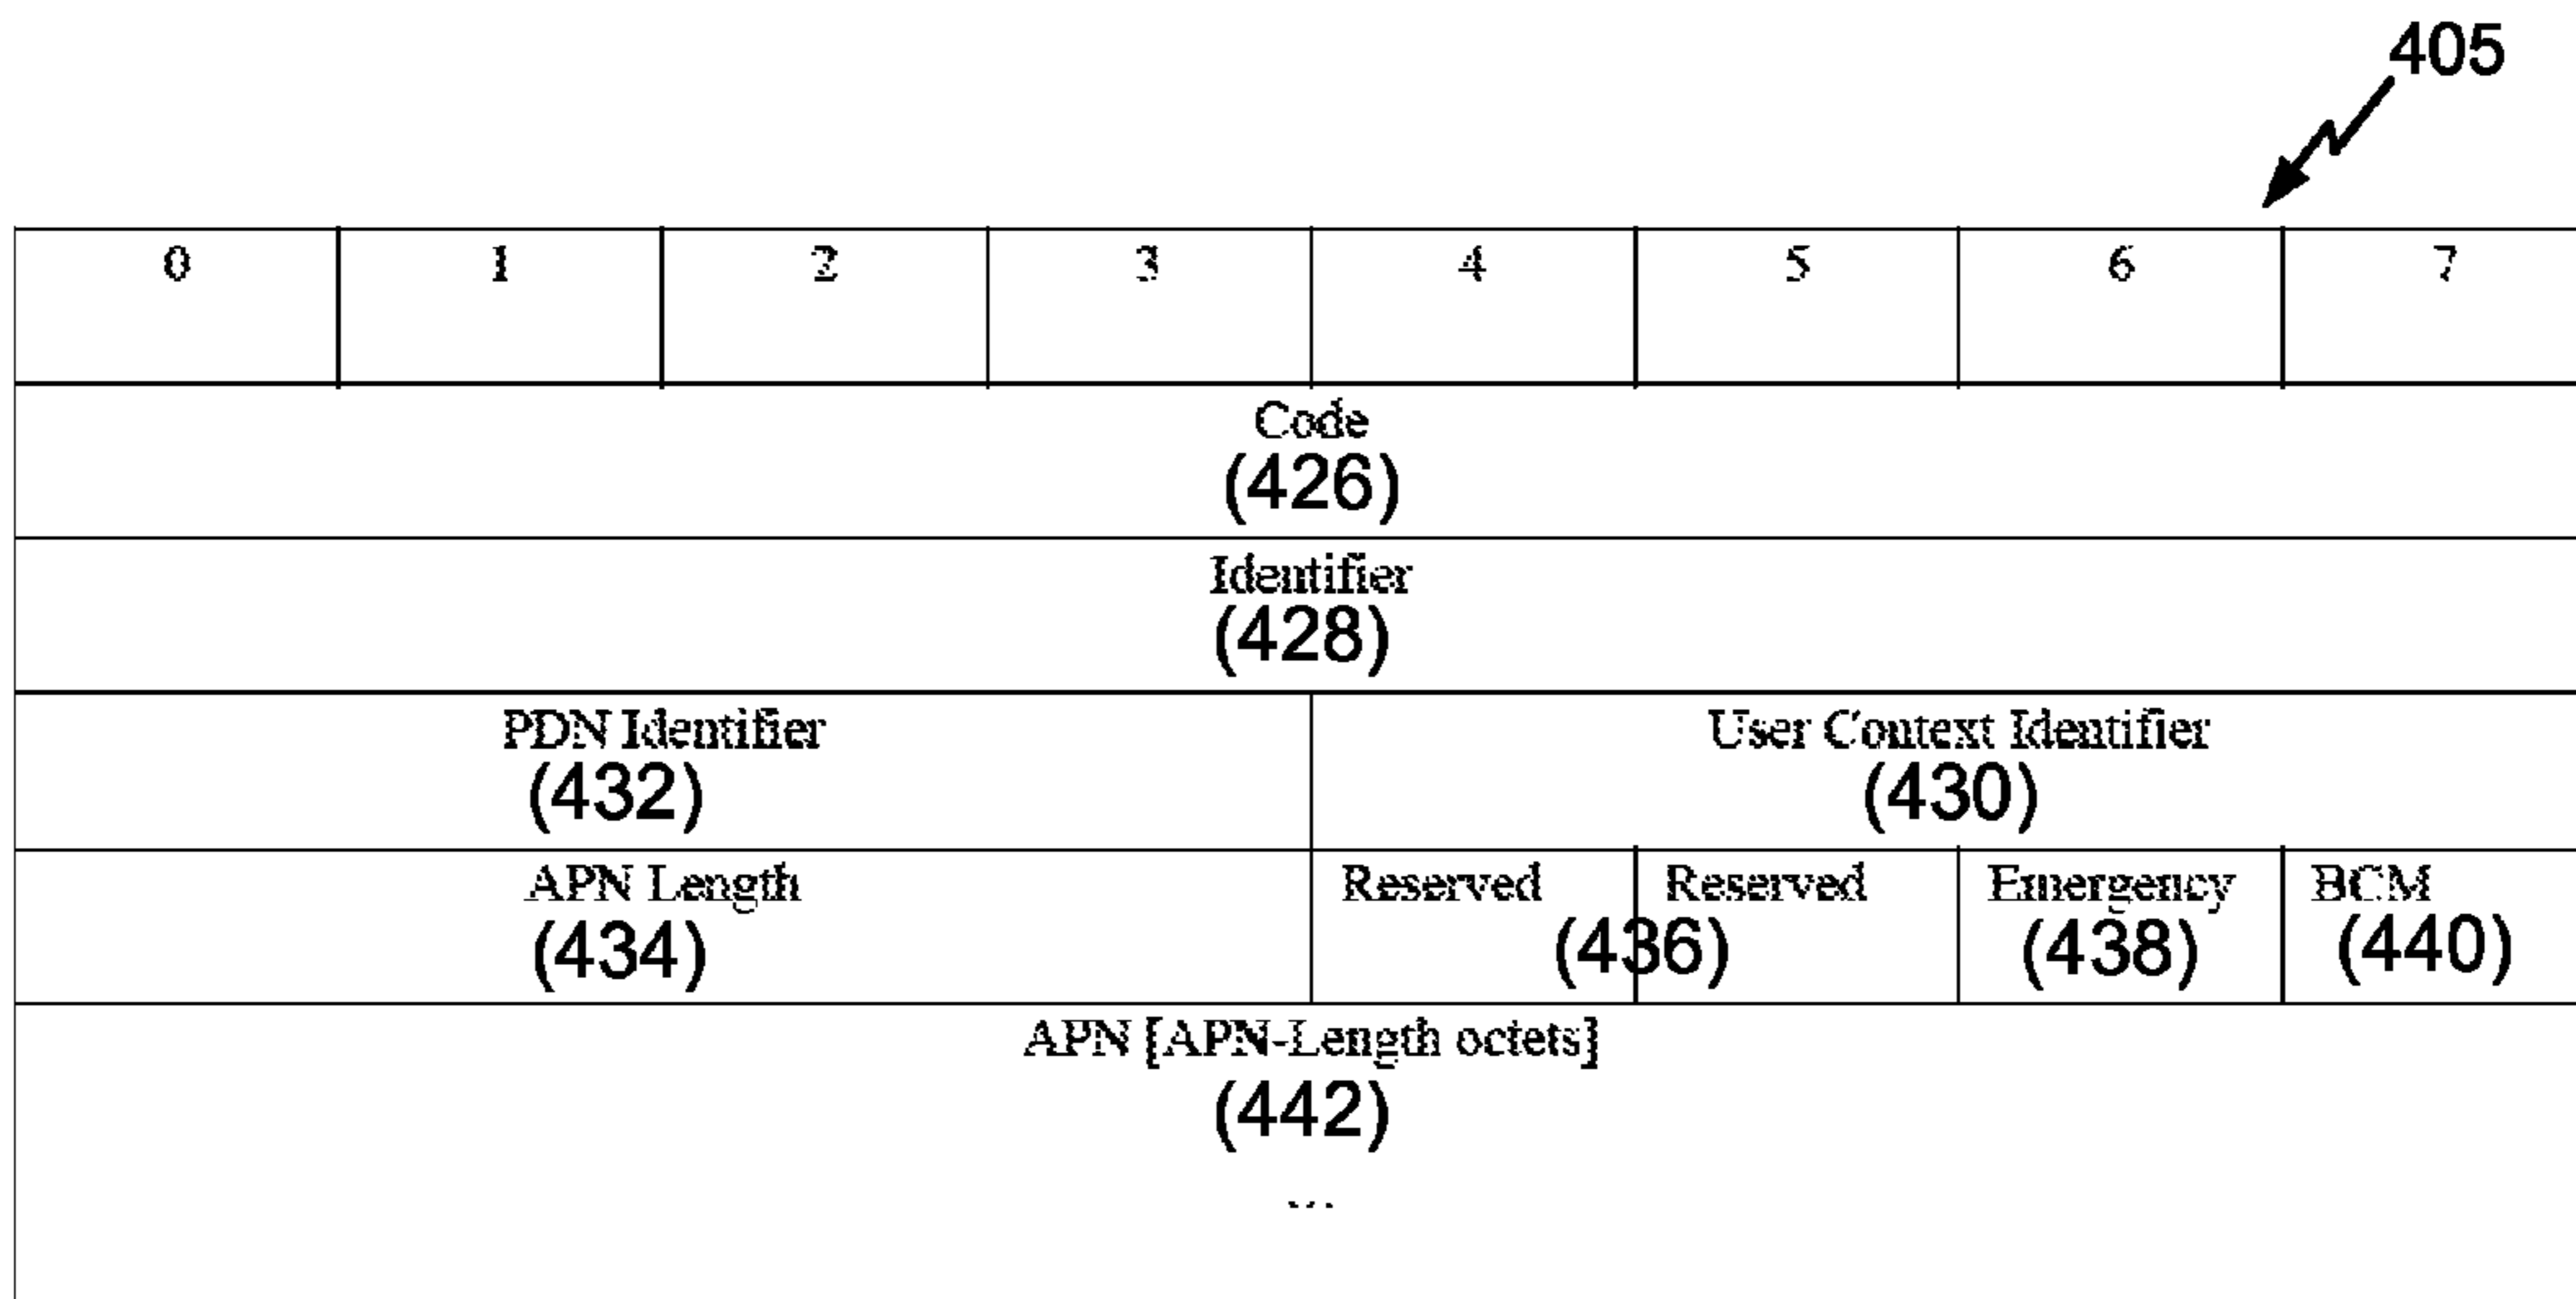 405
0 1 2 3 4 5 6 7
Code
(426)
Identifier
(428)
PDN Identifier User Context Identifier
(432) (430)
APN Length Reserved Reserved Emergency BCM
(434) (436) (438) (440)
APN [APN-Length octets]
(442)
...